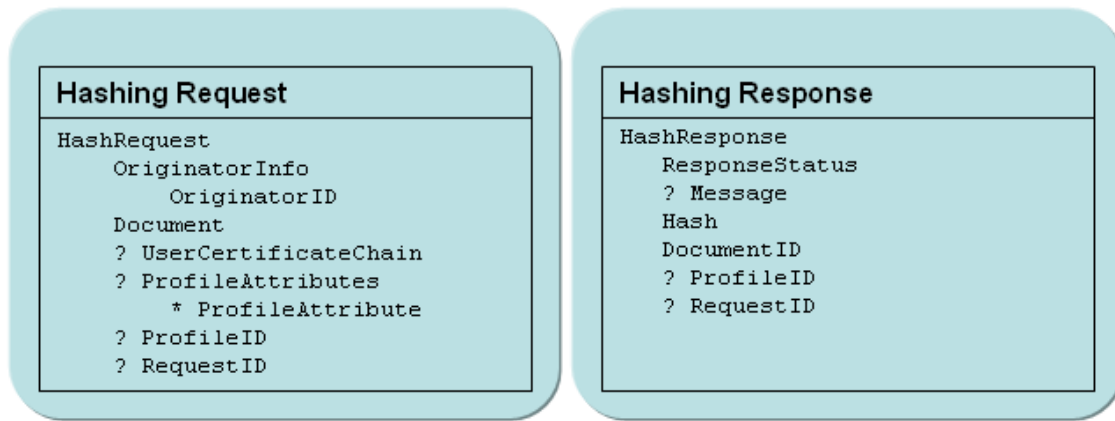 Hashing Request
HashRequest
OriginatorInfo
OriginatorID
Document
? UserCertificateChain
? ProfileAttributes
* ProfileAttribute
? ProfileID
? RequestID
Hashing Response
HashResponse
ResponseStatus
? Message
Hash
DocumentID
? ProfileID
? RequestID